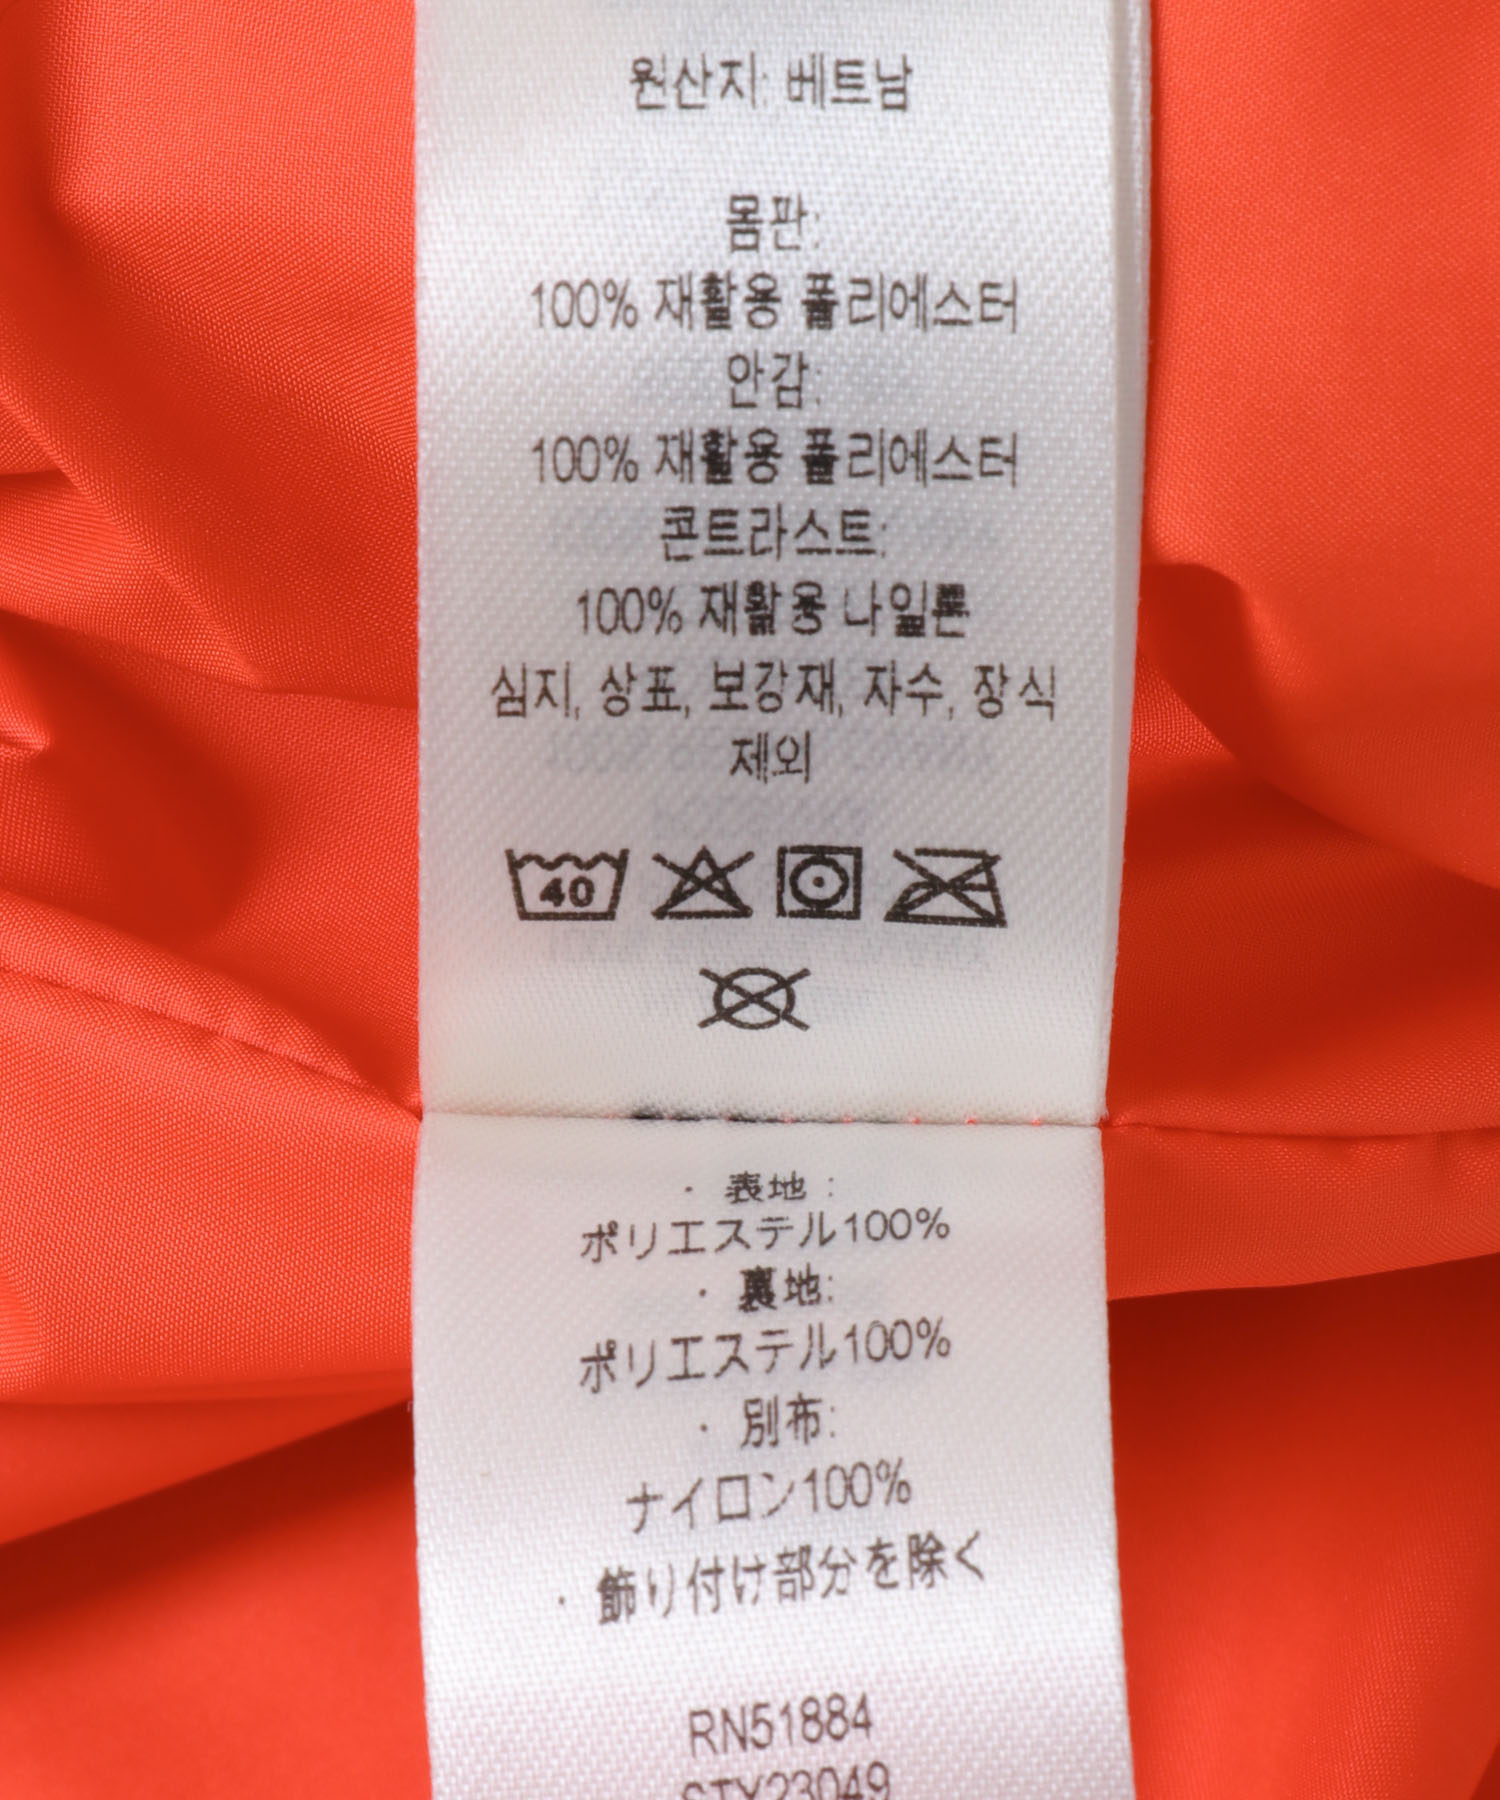 원산지: 베트남
몸판:
100% 재활용 폴리에스터
안감:
100% 재활용 폴리에스터
콘트라스트:
100% 재활용 나일론
심지, 상표, 보강재, 자수, 장식
제외
40
・表地 :
ポリエステル100%
・裏地:
ポリエステル100%
・別布:
ナイロン100%
・飾り付け部分を除く
RN51884
STY23049